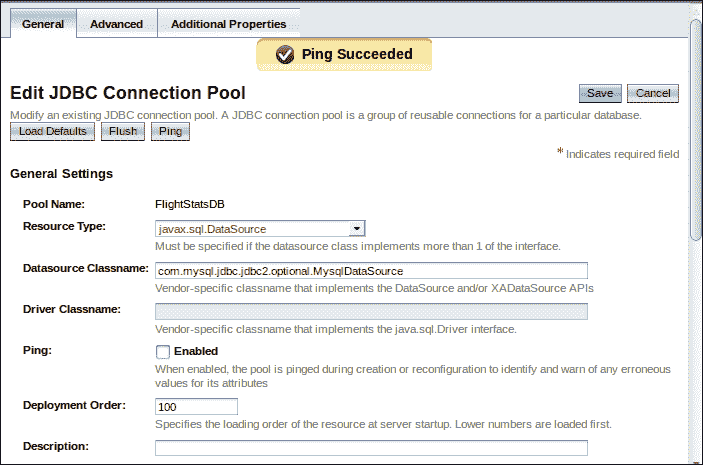 General Advanced Additional Properties
Ping Succeeded
Edit JDBC Connection Pool
Save Cancel
Modify an existing JDBC connection pool. A JDBC connection pool is a group of reusable connections for a particular database.
Load Defaults Flush Ping
* Indicates required field
General Settings
Pool Name: FlightStatsDB
Resource Type: javax.sql.DataSource
Must be specified if the datasource class implements more than 1 of the interface.
Datasource Classname: com.mysql.jdbc.jdbc2.optional.MysqlDataSource
Vendor-specific classname that implements the DataSource and/or XADataSource APIs
Driver Classname:
Vendor-specific classname that implements the java.sql.Driver interface.
Ping: Enabled
When enabled, the pool is pinged during creation or reconfiguration to identify and warn of any erroneous
values for its attributes
Deployment Order: 100
Specifies the loading order of the resource at server startup. Lower numbers are loaded first.
Description: